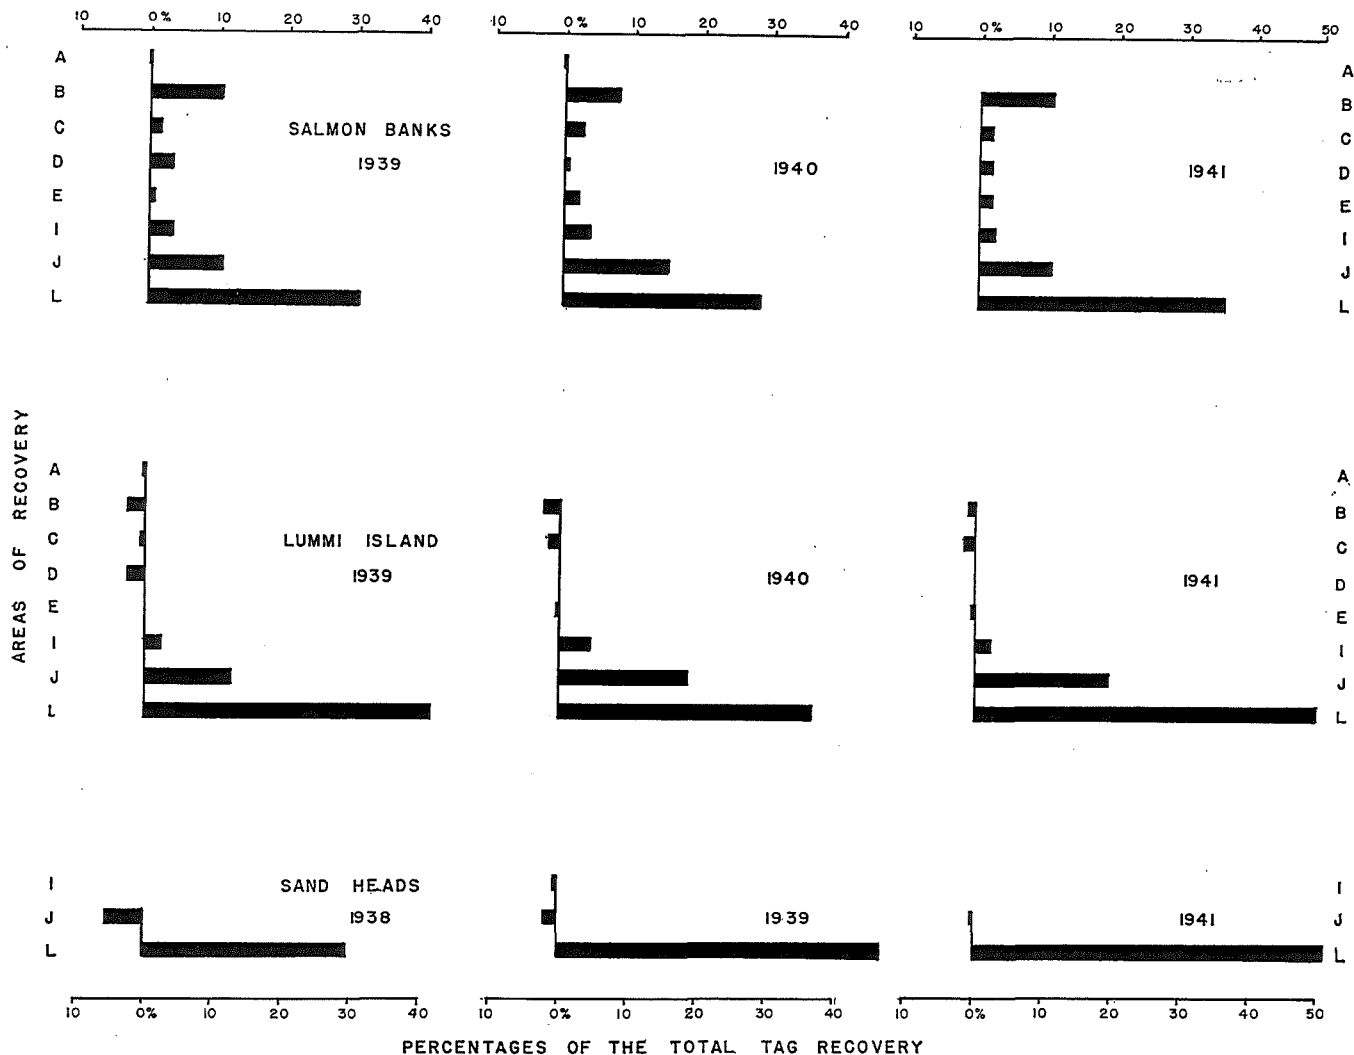 10 0% 10 20 30 40 10 0% 10 20 30 40 10 0% 10 20 30 40 50
A A
B B
C SALMON BANKS C
D 1939 1940 1941 D
E E
I I
J J
L L
AREAS OF RECOVERY
A A
B B
C LUMMI ISLAND C
D 1939 1940 1941 D
E E
I I
J J
L L
I SAND HEADS I
J 1938 1939 1941 J
L L
10 0% 10 20 30 40 10 0% 10 20 30 40 10 0% 10 20 30 40 50
PERCENTAGES OF THE TOTAL TAG RECOVERY